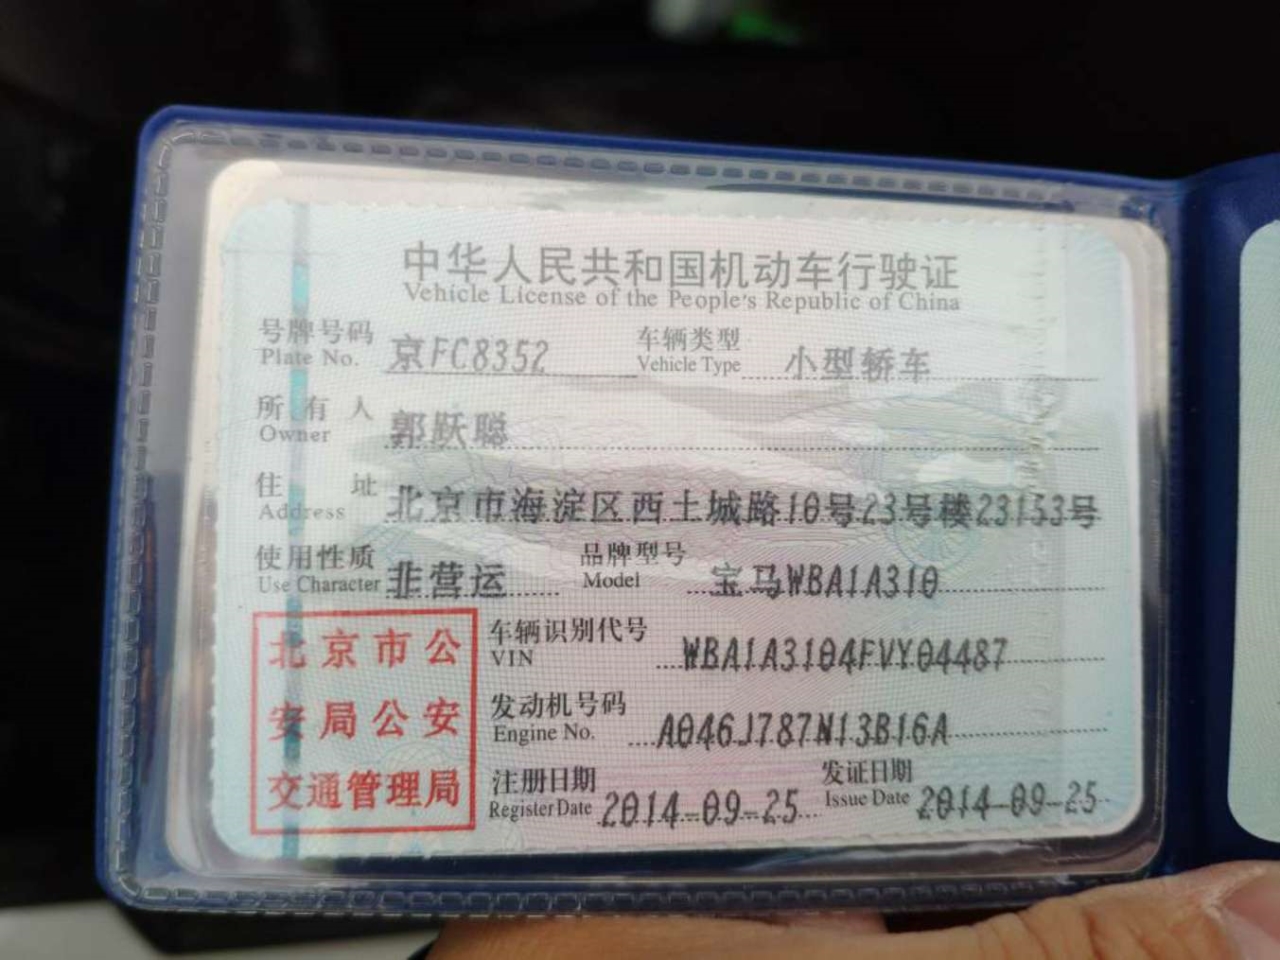 中华人民共和国机动车行驶证
Vehicle License of the People's Republic of China
号牌号码 京FC8352 车辆类型 小型轿车
Plate No. Vehicle Type
所有人 郭跃聪
Owner
住址 北京市海淀区西土城路10号23号楼23153号
Address
使用性质 非营运 品牌型号 宝马WBA1A310
Use Character Model
北京市公安局公安交通管理局
车辆识别代号 WBA1A3104FVY04487
VIN
发动机号码 A046J787N13B16A
Engine No.
注册日期 2014-09-25 发证日期 2014-09-25
Register Date Issue Date